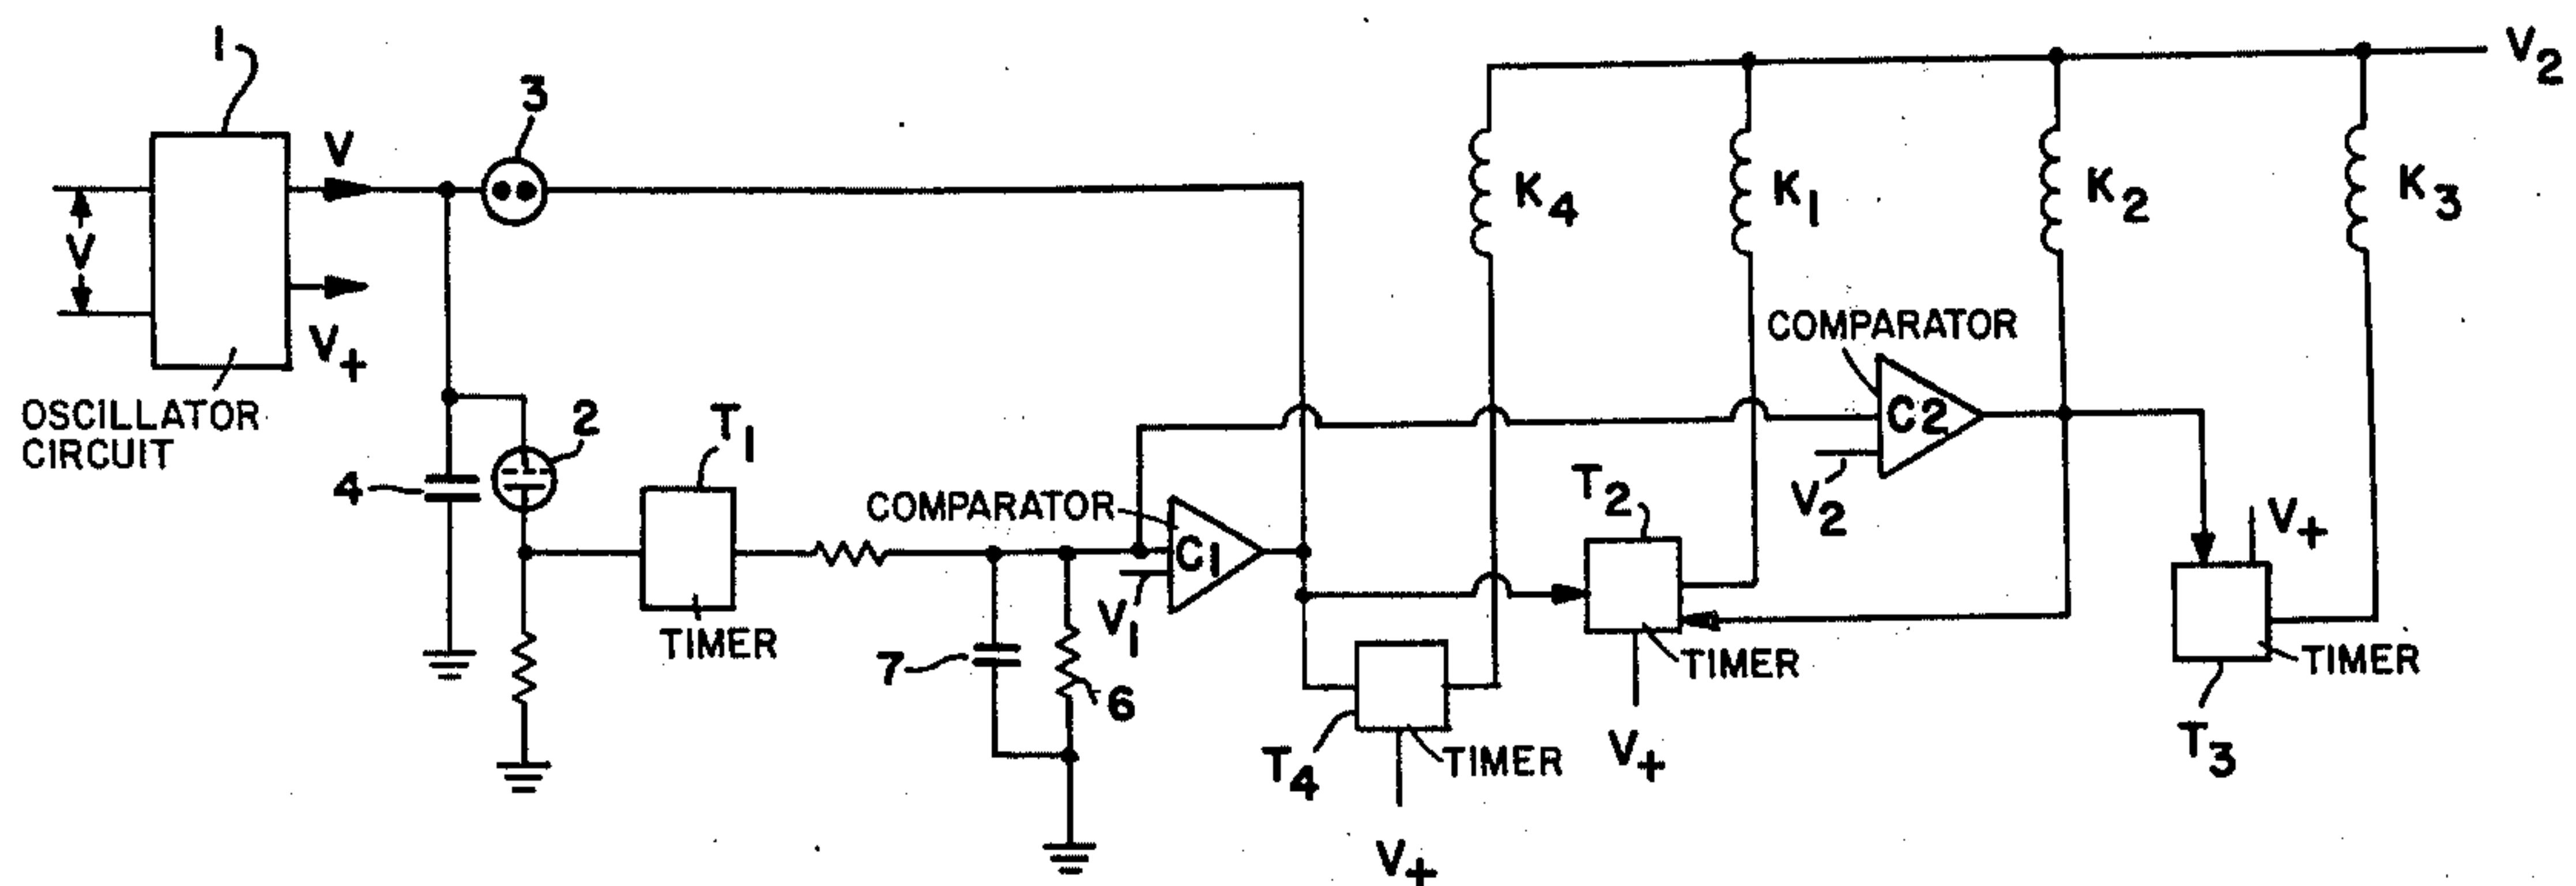 1
3
V
V
V+
OSCILLATOR
CIRCUIT
4
2
T1
TIMER
COMPARATOR
C1
V1
7
6
K4
K1
K2
K3
V2
COMPARATOR
C2
V2
T2
TIMER
V+
T4
TIMER
V+
V+
TIMER
T3